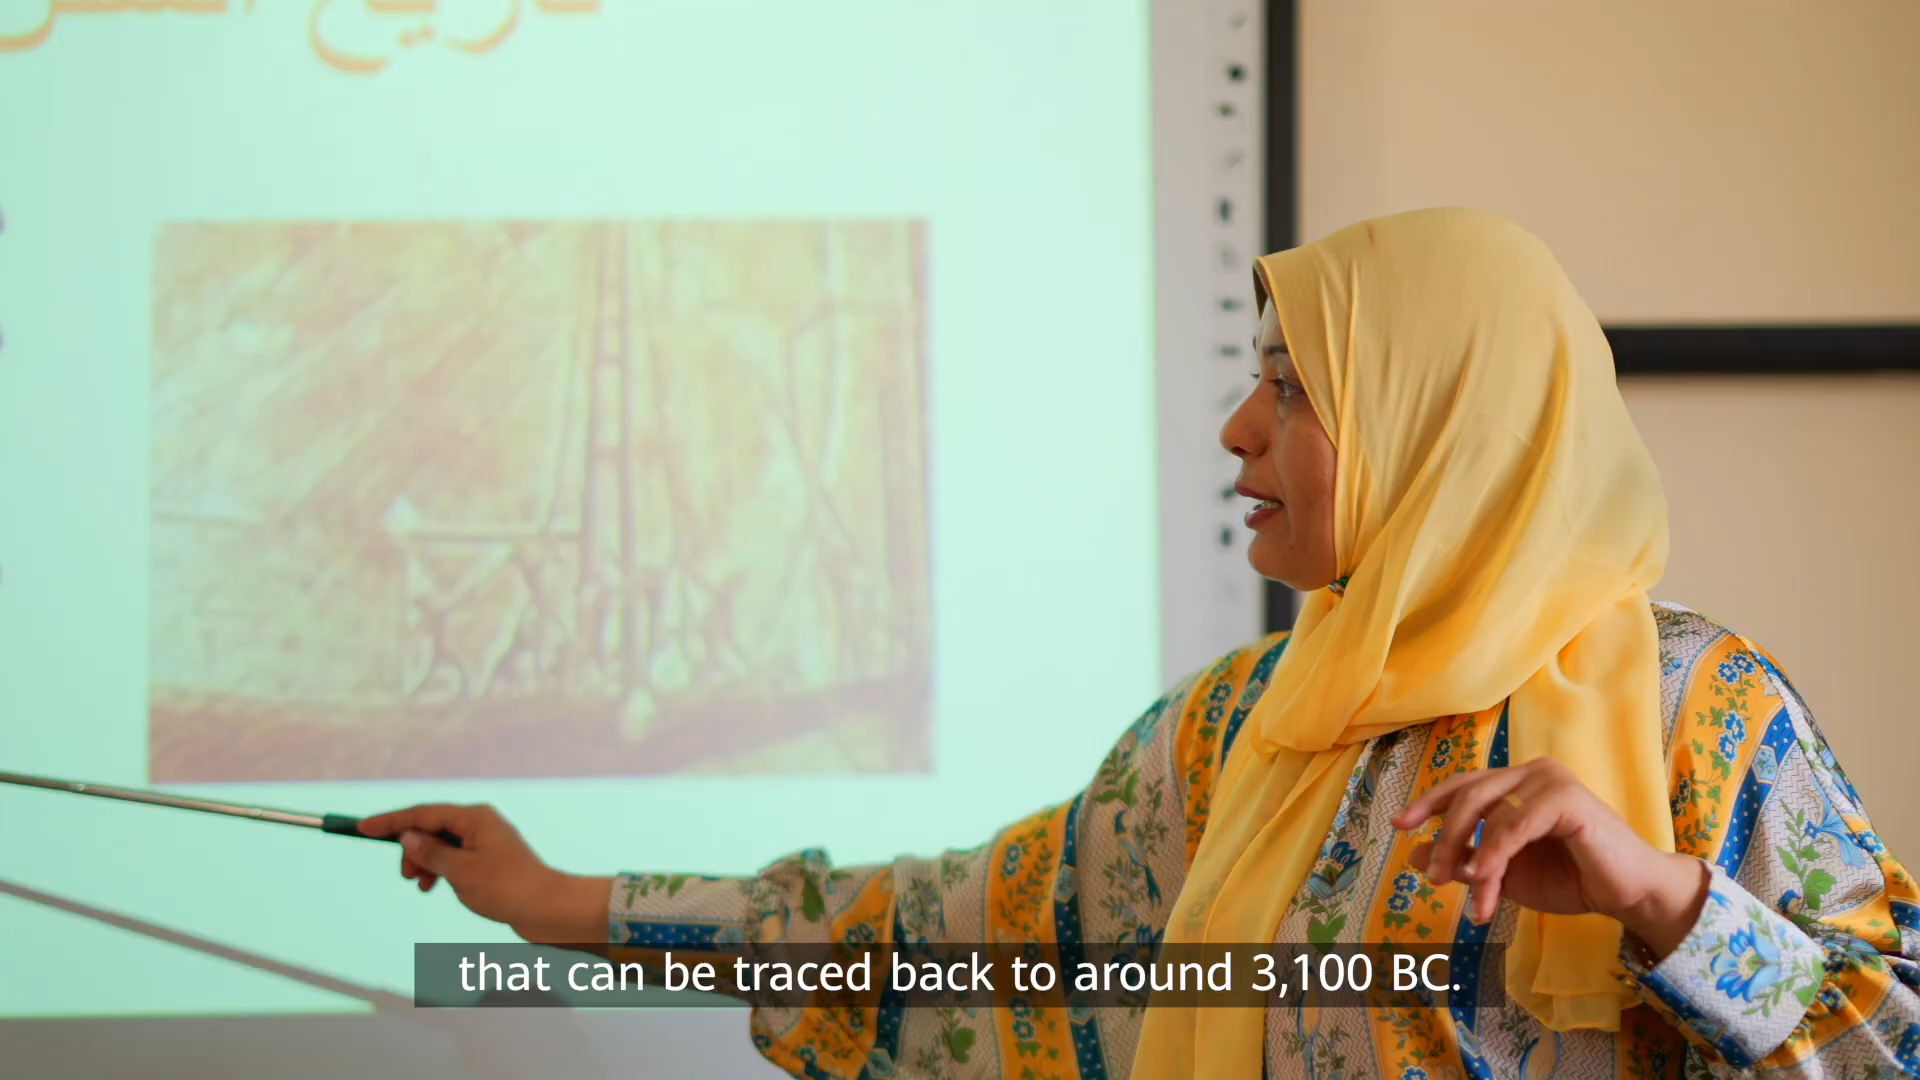 that can be traced back to around 3,100 BC.